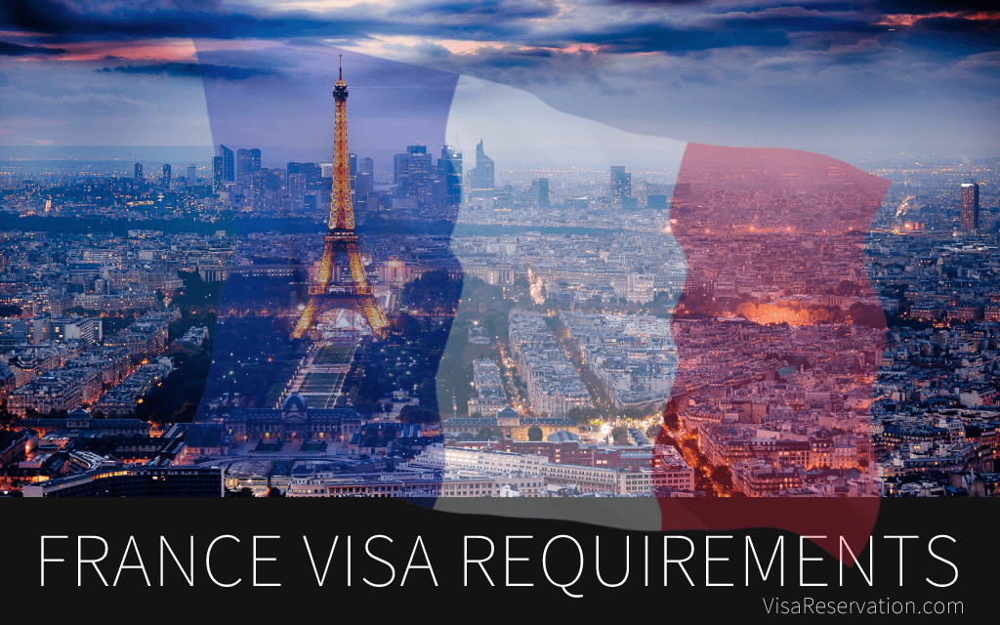 FRANCE VISA REQUIREMENTS
VisaReservation.com